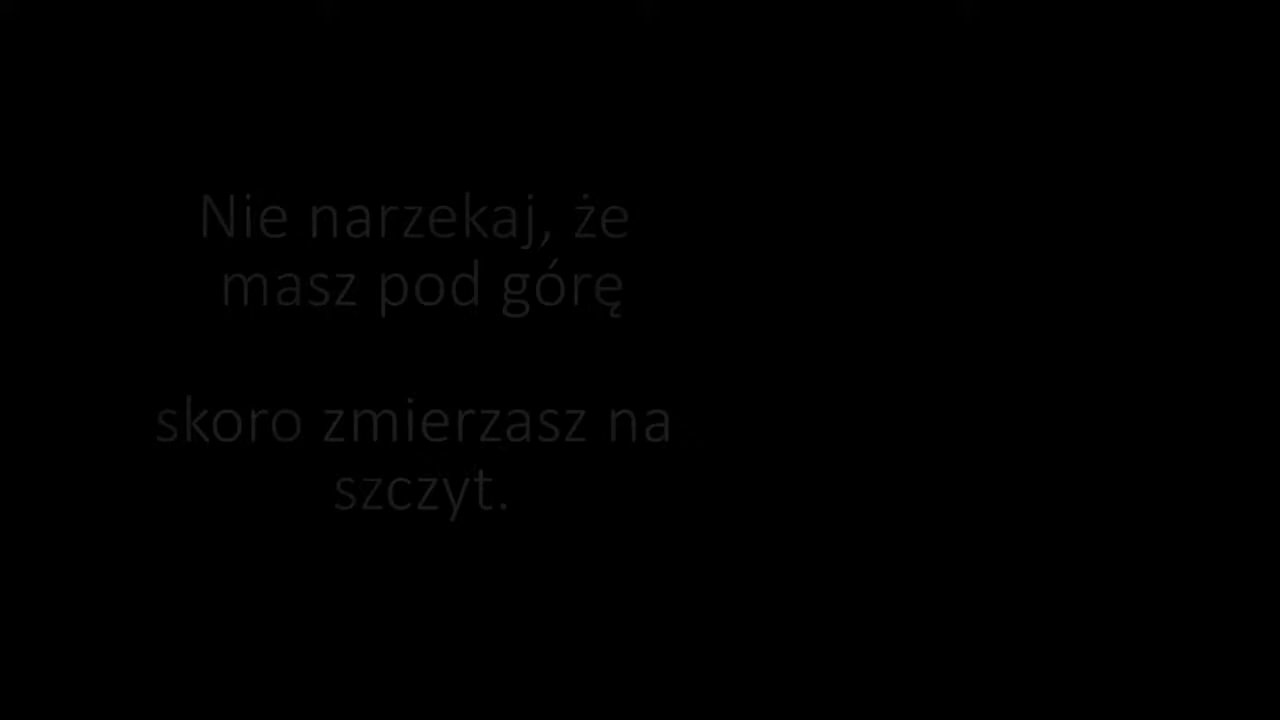 Nie narzekaj, że
masz pod górę
skoro zmierzasz na
szczyt.